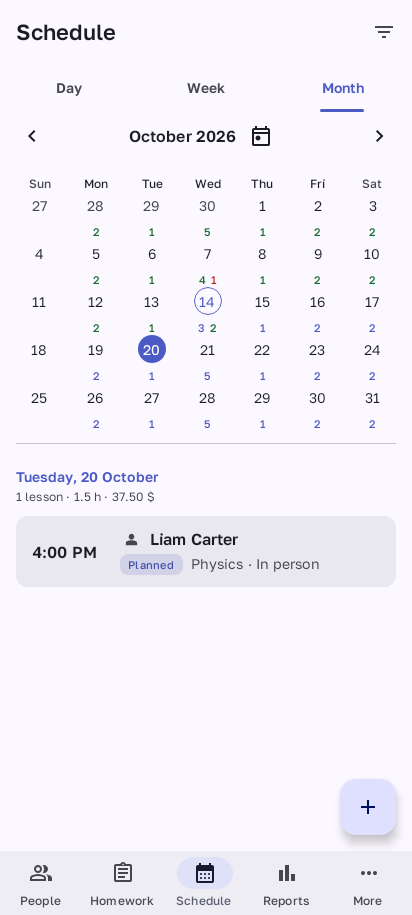 Schedule
Day Week Month
October 2026
Sun Mon Tue Wed Thu Fri Sat
27 28 29 30 1 2 3
2 1 5 1 2 2
4 5 6 7 8 9 10
2 1 4 1 1 2 2
11 12 13 14 15 16 17
2 1 3 2 1 2 2
18 19 20 21 22 23 24
2 1 5 1 2 2
25 26 27 28 29 30 31
2 1 5 1 2 2
Tuesday, 20 October
1 lesson · 1.5 h · 37.50 $
4:00 PM
Liam Carter
Planned Physics · In person
People Homework Schedule Reports More